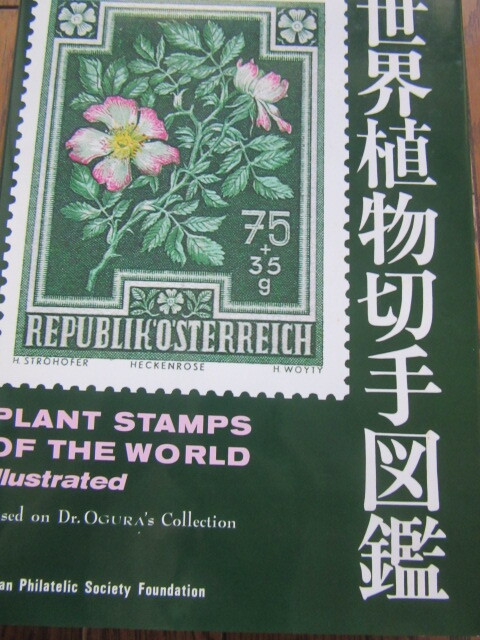 世界植物切手図鑑
75
+
35
g
REPUBLIK ÖSTERREICH
H. STROHOFER HECKENROSE H. WOYTY
PLANT STAMPS
OF THE WORLD
llustrated
sed on Dr. OGURA's Collection
an Philatelic Society Foundation